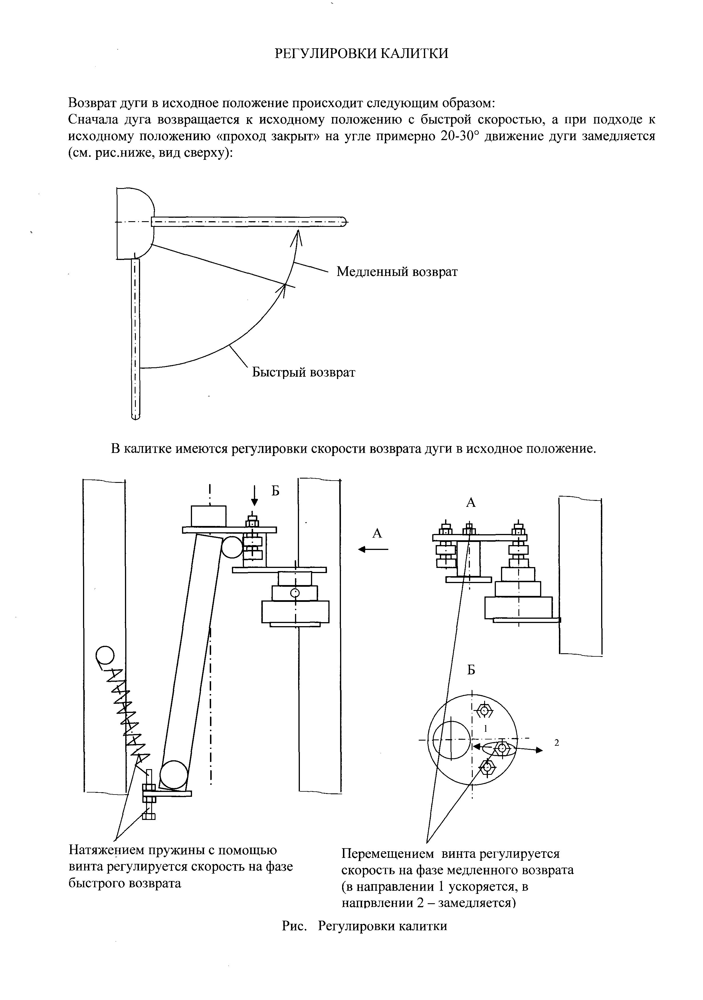 РЕГУЛИРОВКИ КАЛИТКИ
Возврат дуги в исходное положение происходит следующим образом:
Сначала дуга возвращается к исходному положению с быстрой скоростью, а при подходе к
исходному положению «проход закрыт» на угле примерно 20-30° движение дуги замедляется
(см. рис.ниже, вид сверху):
Медленный возврат
Быстрый возврат
В калитке имеются регулировки скорости возврата дуги в исходное положение.
Б
А
А
Б
1
2
Натяжением пружины с помощью
винта регулируется скорость на фазе
быстрого возврата
Перемещением винта регулируется
скорость на фазе медленного возврата
(в направлении 1 ускоряется, в
напрвлении 2 – замедляется)
Рис. Регулировки калитки